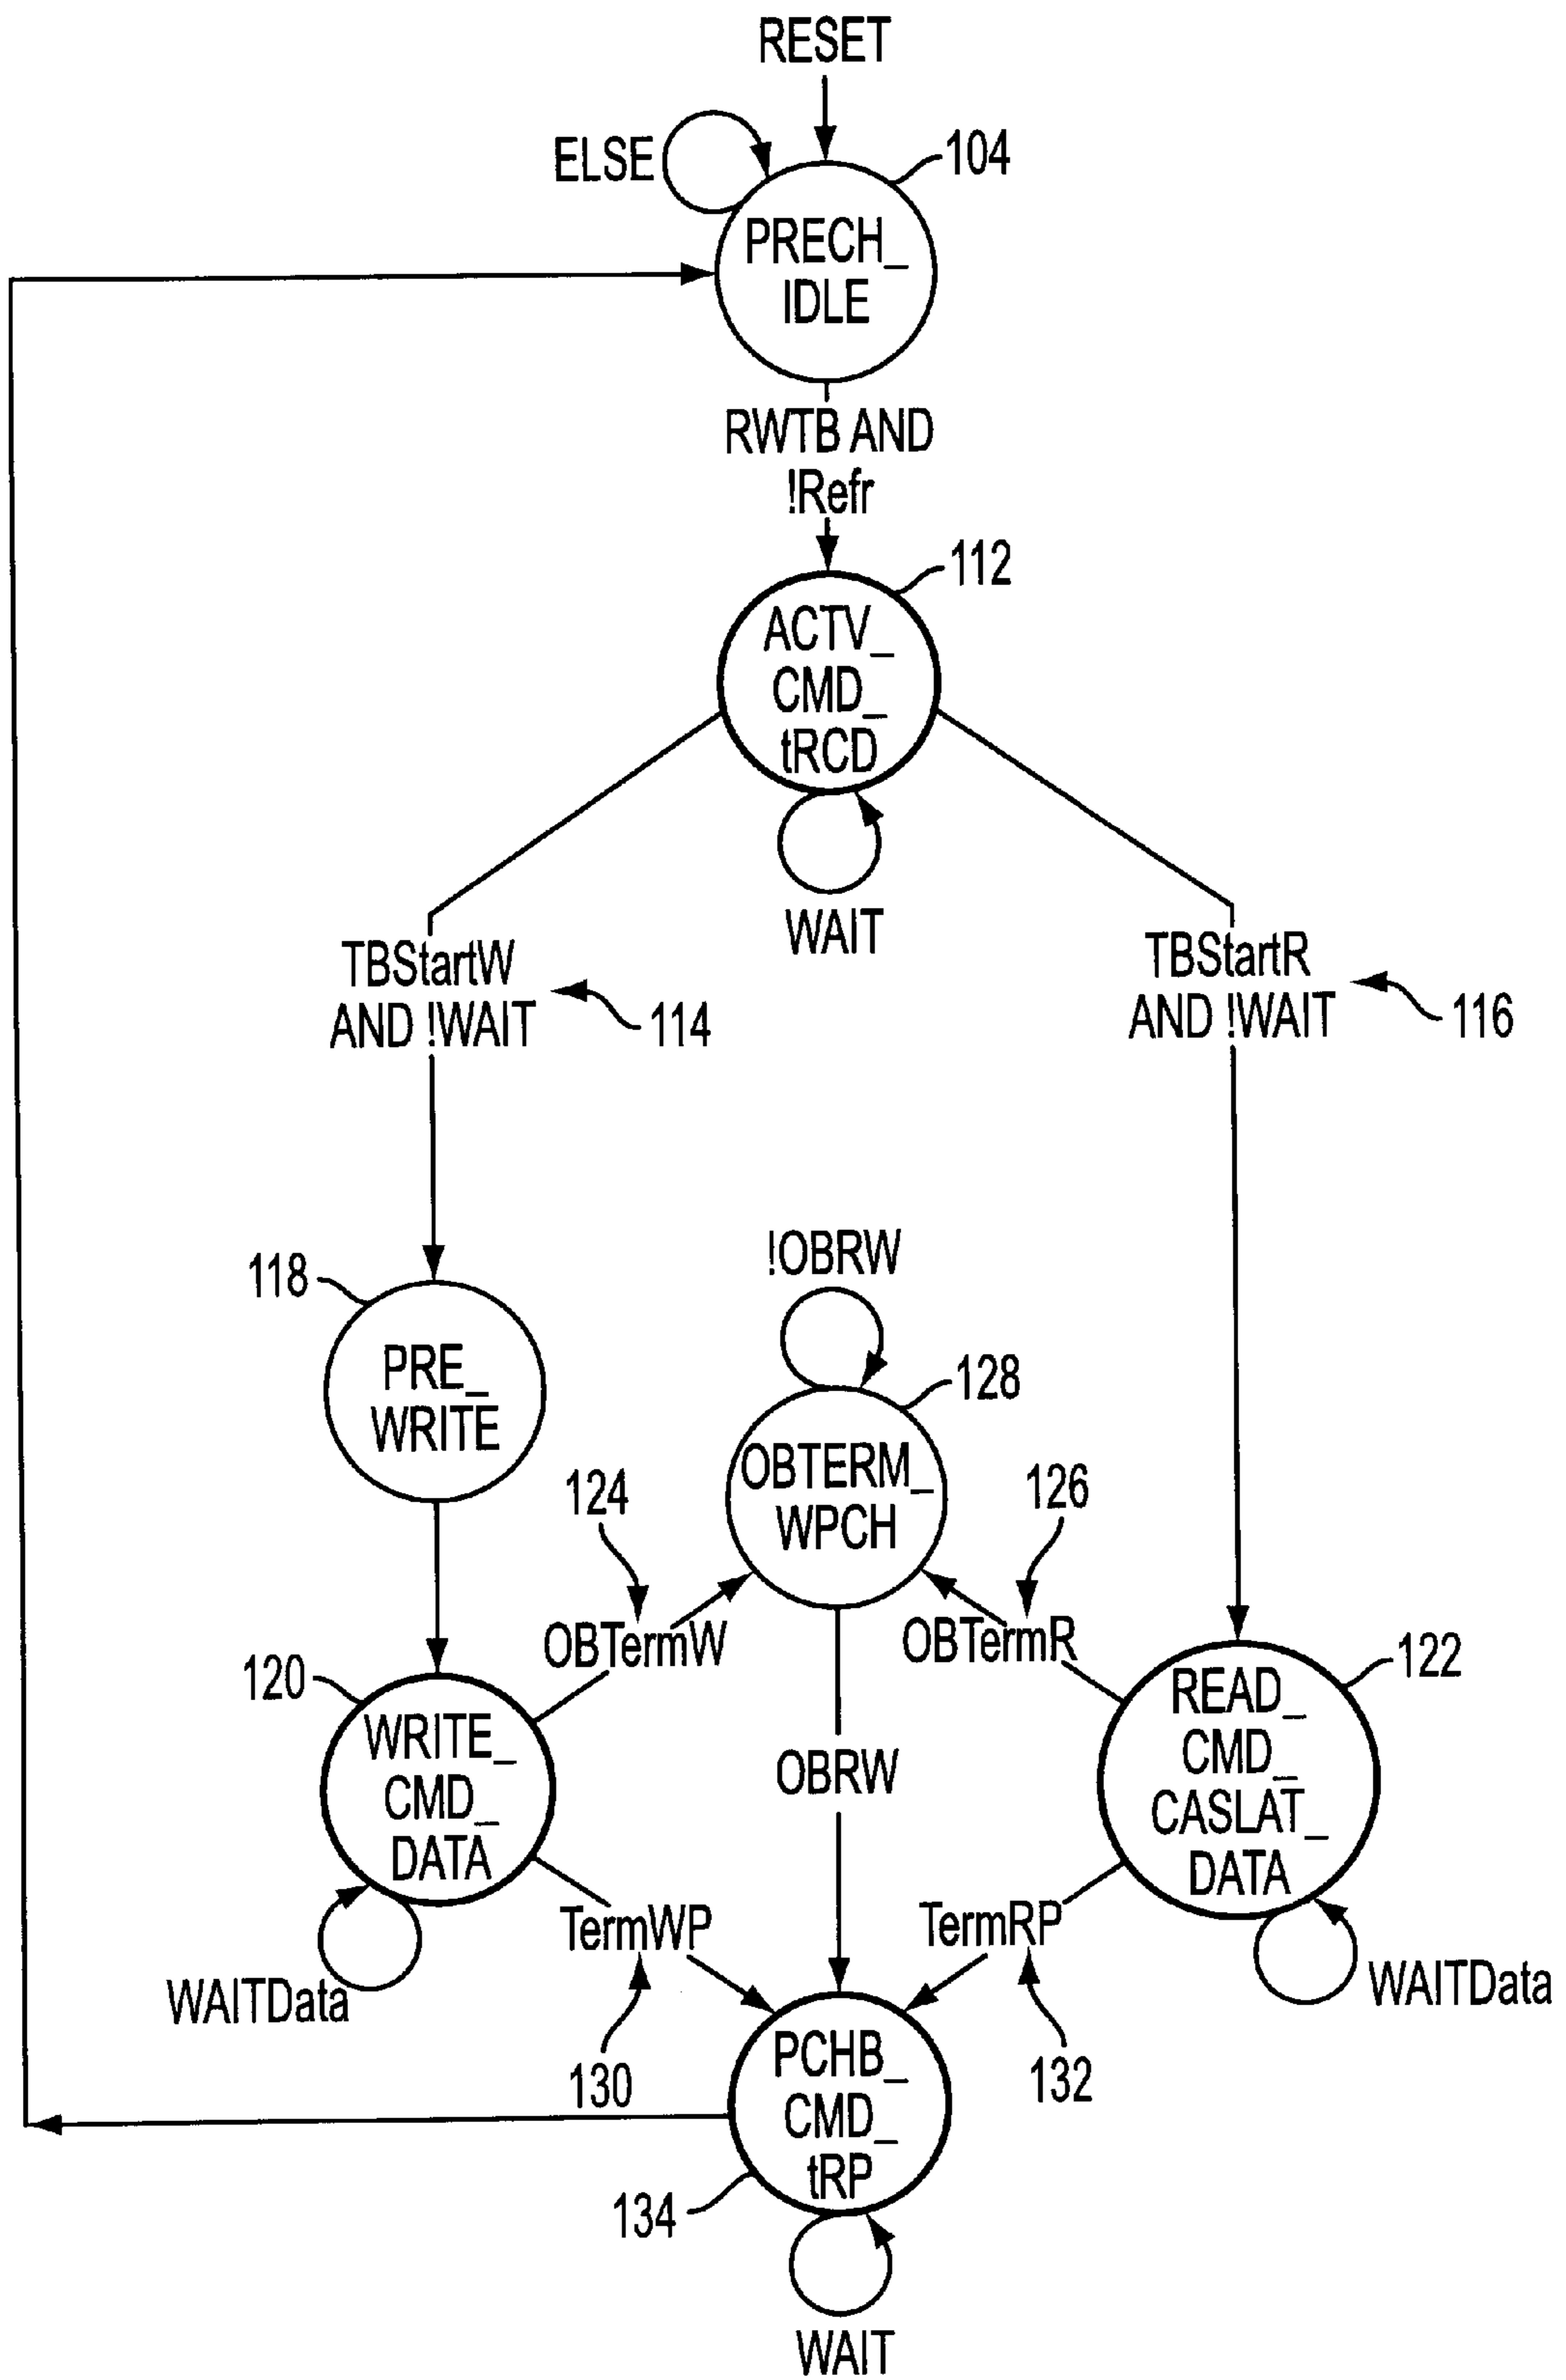 RESET
ELSE
104
PRECH_
IDLE
RWTB AND
!Refr
112
ACTV_
CMD_
tRCD
WAIT
TBStartW
AND !WAIT
114
TBStartR
AND !WAIT
116
!OBRW
118
PRE_
WRITE
128
OBTERM_
WPCH
124
126
OBTermW
OBTermR
120
WRITE_
CMD_
DATA
122
READ_
CMD_
CASLAT_
DATA
OBRW
TermWP
TermRP
WAITData
WAITData
130
132
PCHB_
CMD_
tRP
134
WAIT